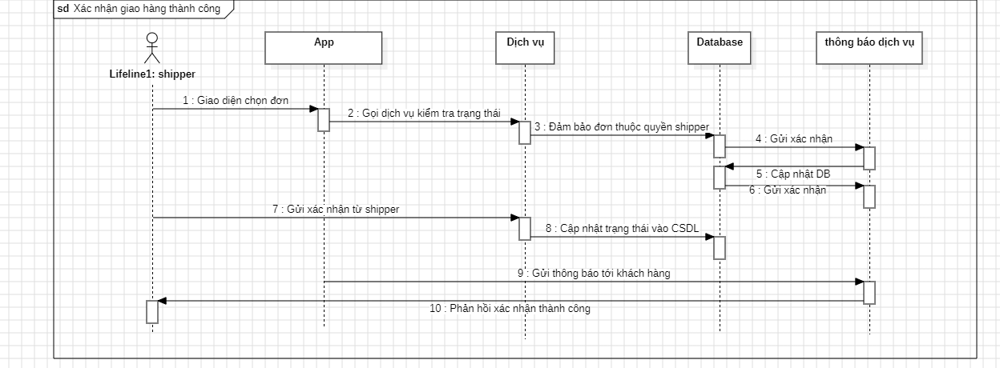 sd Xác nhận giao hàng thành công
App
Dịch vụ
Database
thông báo dịch vụ
Lifeline1: shipper
1 : Giao diện chọn đơn
2 : Gọi dịch vụ kiểm tra trạng thái
3 : Đảm bảo đơn thuộc quyền shipper
4 : Gửi xác nhận
5 : Cập nhật DB
6 : Gửi xác nhận
7 : Gửi xác nhận từ shipper
8 : Cập nhật trạng thái vào CSDL
9 : Gửi thông báo tới khách hàng
10 : Phản hồi xác nhận thành công